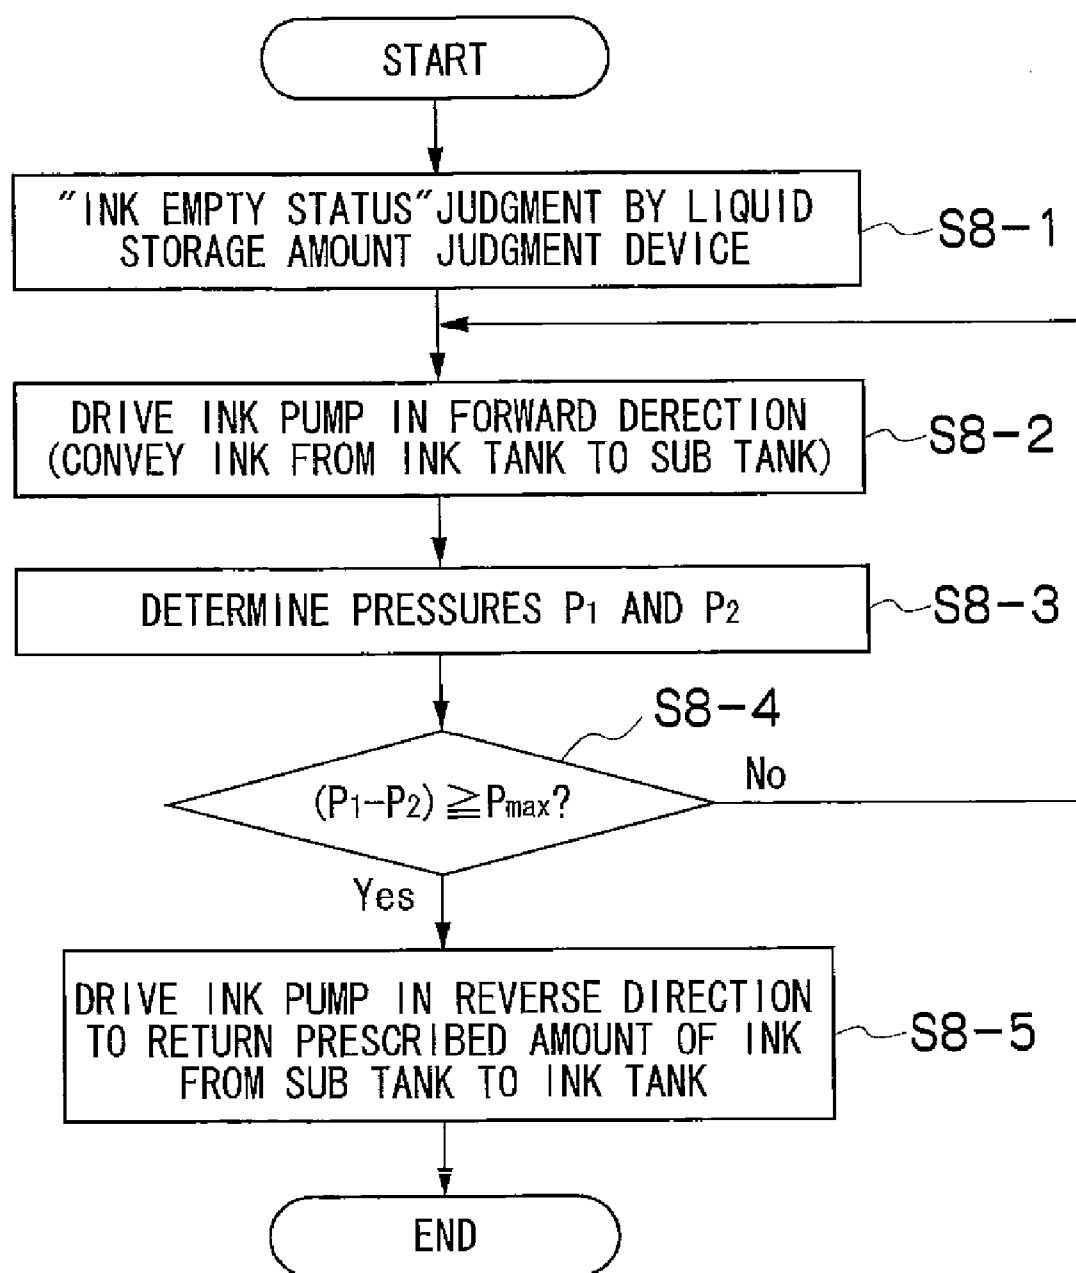 START
"INK EMPTY STATUS"JUDGMENT BY LIQUID
STORAGE AMOUNT JUDGMENT DEVICE
S8-1
DRIVE INK PUMP IN FORWARD DERECTION
(CONVEY INK FROM INK TANK TO SUB TANK)
S8-2
DETERMINE PRESSURES P1 AND P2
S8-3
S8-4
(P1-P2) ≧ Pmax?
No
Yes
DRIVE INK PUMP IN REVERSE DIRECTION
TO RETURN PRESCRIBED AMOUNT OF INK
FROM SUB TANK TO INK TANK
S8-5
END